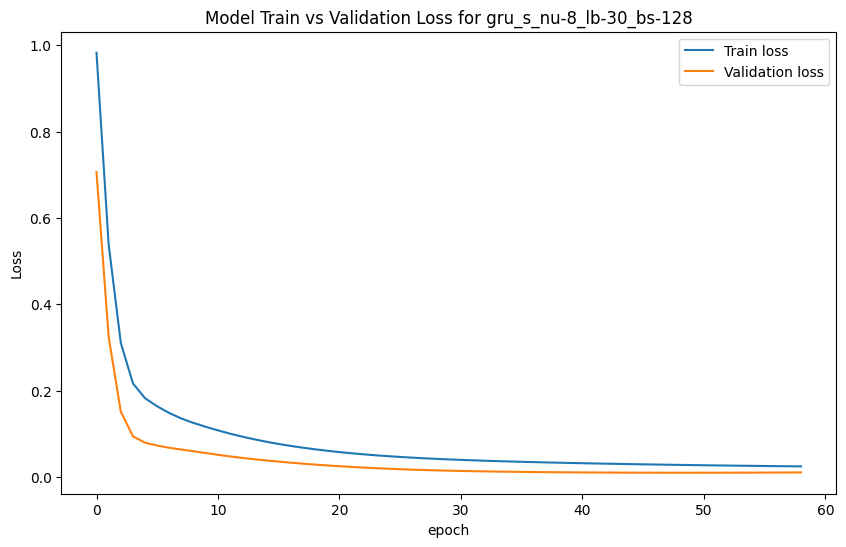 Model Train vs Validation Loss for gru_s_nu-8_lb-30_bs-128
Train loss
Validation loss
Loss
1.0
0.8
0.6
0.4
0.2
0.0
0 10 20 30 40 50 60
epoch